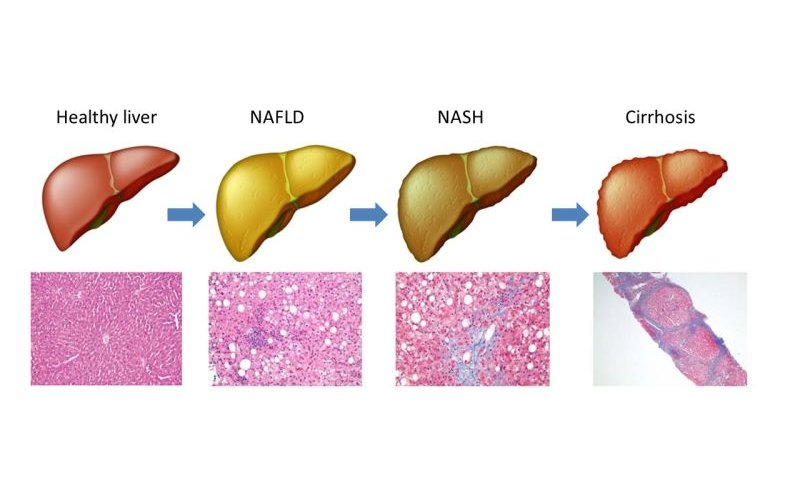 Healthy liver
NAFLD
NASH
Cirrhosis